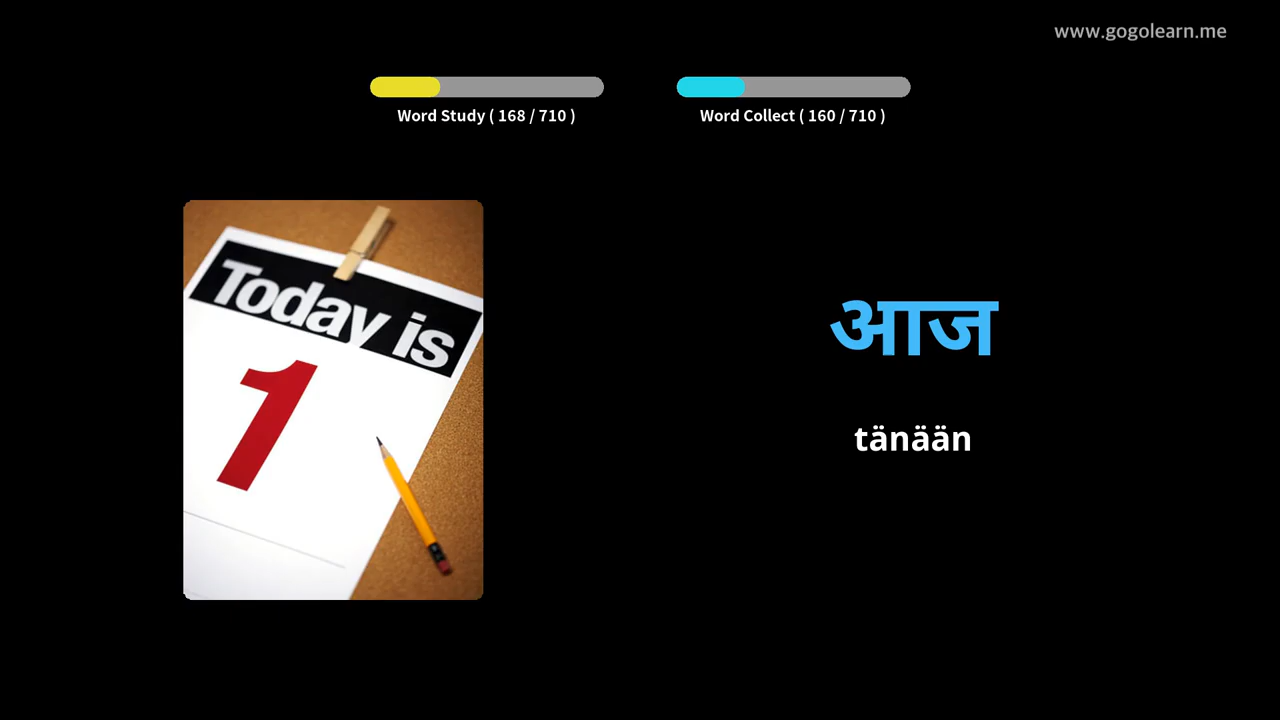 www.gogolearn.me
Word Study ( 168 / 710 )
Word Collect ( 160 / 710 )
Today is
1
आज
tänään